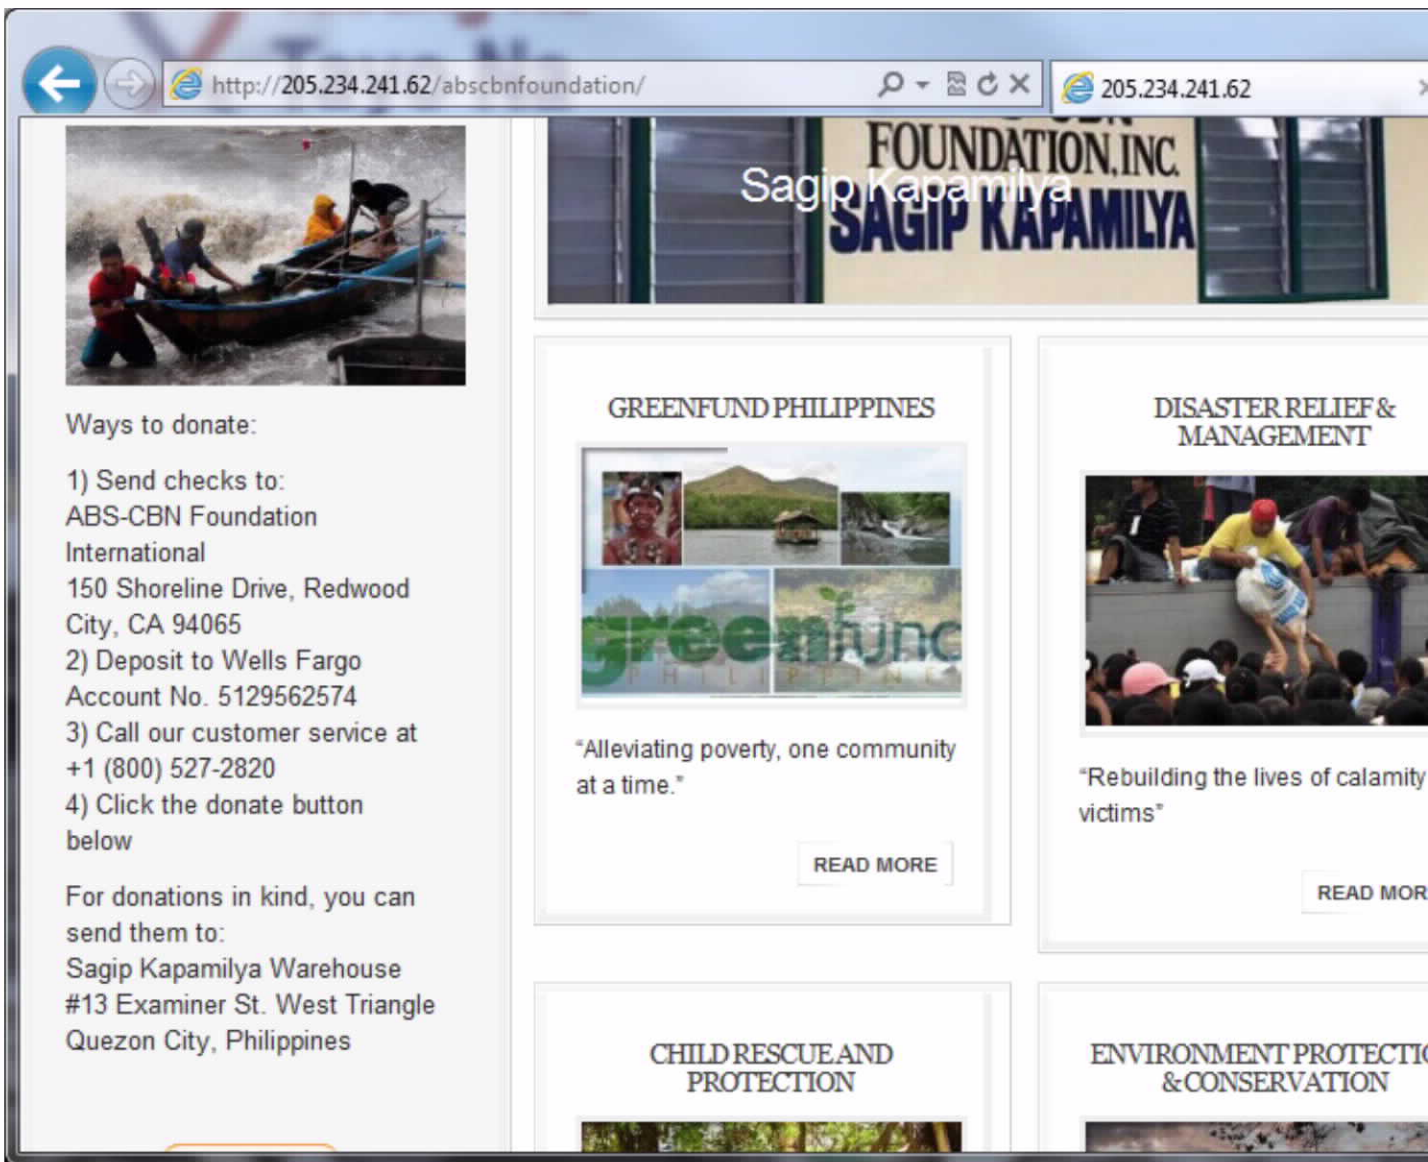 http://205.234.241.62/abscbnfoundation/
205.234.241.62
FOUNDATION, INC.
Sagip Kapamilya
SAGIP KAPAMILYA
Ways to donate:
1) Send checks to:
ABS-CBN Foundation
International
150 Shoreline Drive, Redwood
City, CA 94065
2) Deposit to Wells Fargo
Account No. 5129562574
3) Call our customer service at
+1 (800) 527-2820
4) Click the donate button
below
For donations in kind, you can
send them to:
Sagip Kapamilya Warehouse
#13 Examiner St. West Triangle
Quezon City, Philippines
GREENFUND PHILIPPINES
greenfund
PHILIPPINES
“Alleviating poverty, one community
at a time.”
READ MORE
DISASTER RELIEF &
MANAGEMENT
“Rebuilding the lives of calamity
victims”
READ MOR
CHILD RESCUE AND
PROTECTION
ENVIRONMENT PROTECTIO
& CONSERVATION